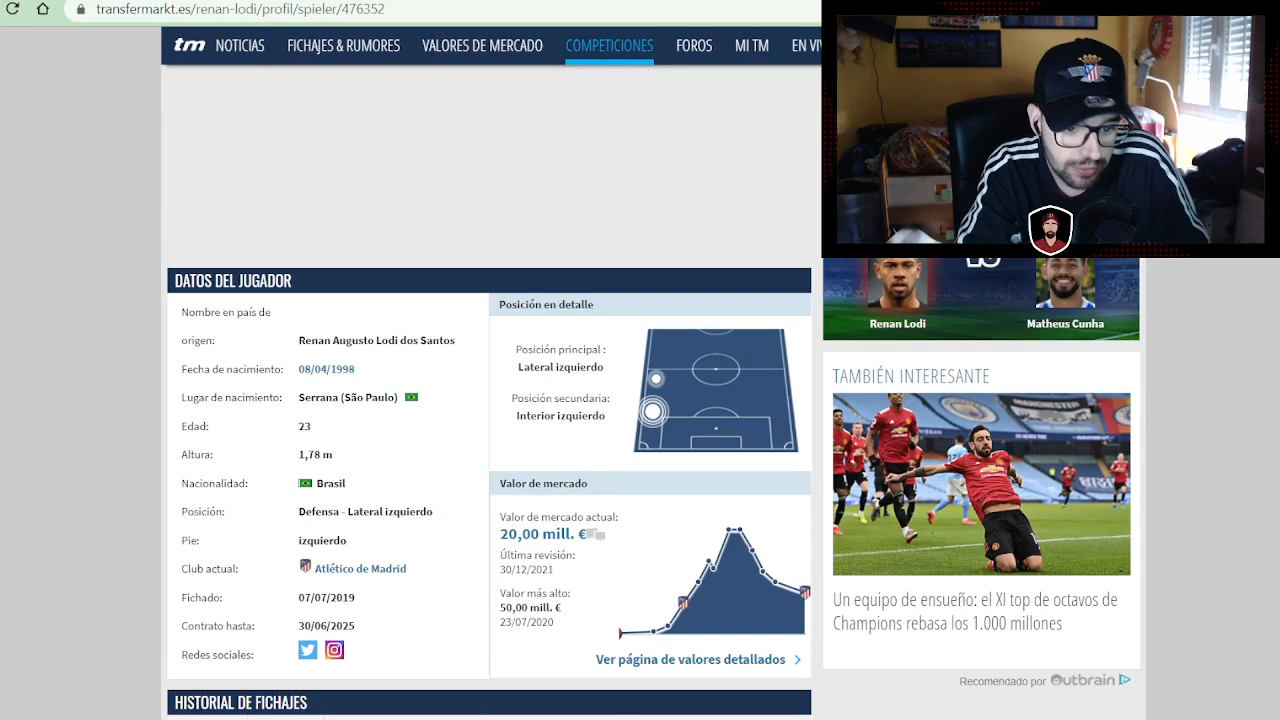 transfermarkt.es/renan-lodi/profil/spieler/476352
tm NOTICIAS FICHAJES & RUMORES VALORES DE MERCADO COMPETICIONES FOROS MI TM EN VI
DATOS DEL JUGADOR
Nombre en país de
origen: Renan Augusto Lodi dos Santos
Fecha de nacimiento: 08/04/1998
Lugar de nacimiento: Serrana (São Paulo)
Edad: 23
Altura: 1,78 m
Nacionalidad: Brasil
Posición: Defensa - Lateral izquierdo
Pie: izquierdo
Club actual: Atlético de Madrid
Fichado: 07/07/2019
Contrato hasta: 30/06/2025
Redes sociales:
Posición en detalle
Posición principal :
Lateral izquierdo
Posición secundaria:
Interior izquierdo
Valor de mercado
Valor de mercado actual:
20,00 mill. €
Última revisión:
30/12/2021
Valor más alto:
50,00 mill. €
23/07/2020
Ver página de valores detallados
HISTORIAL DE FICHAJES
Renan Lodi Matheus Cunha
TAMBIÉN INTERESANTE
Un equipo de ensueño: el XI top de octavos de
Champions rebasa los 1.000 millones
Recomendado por Outbrain